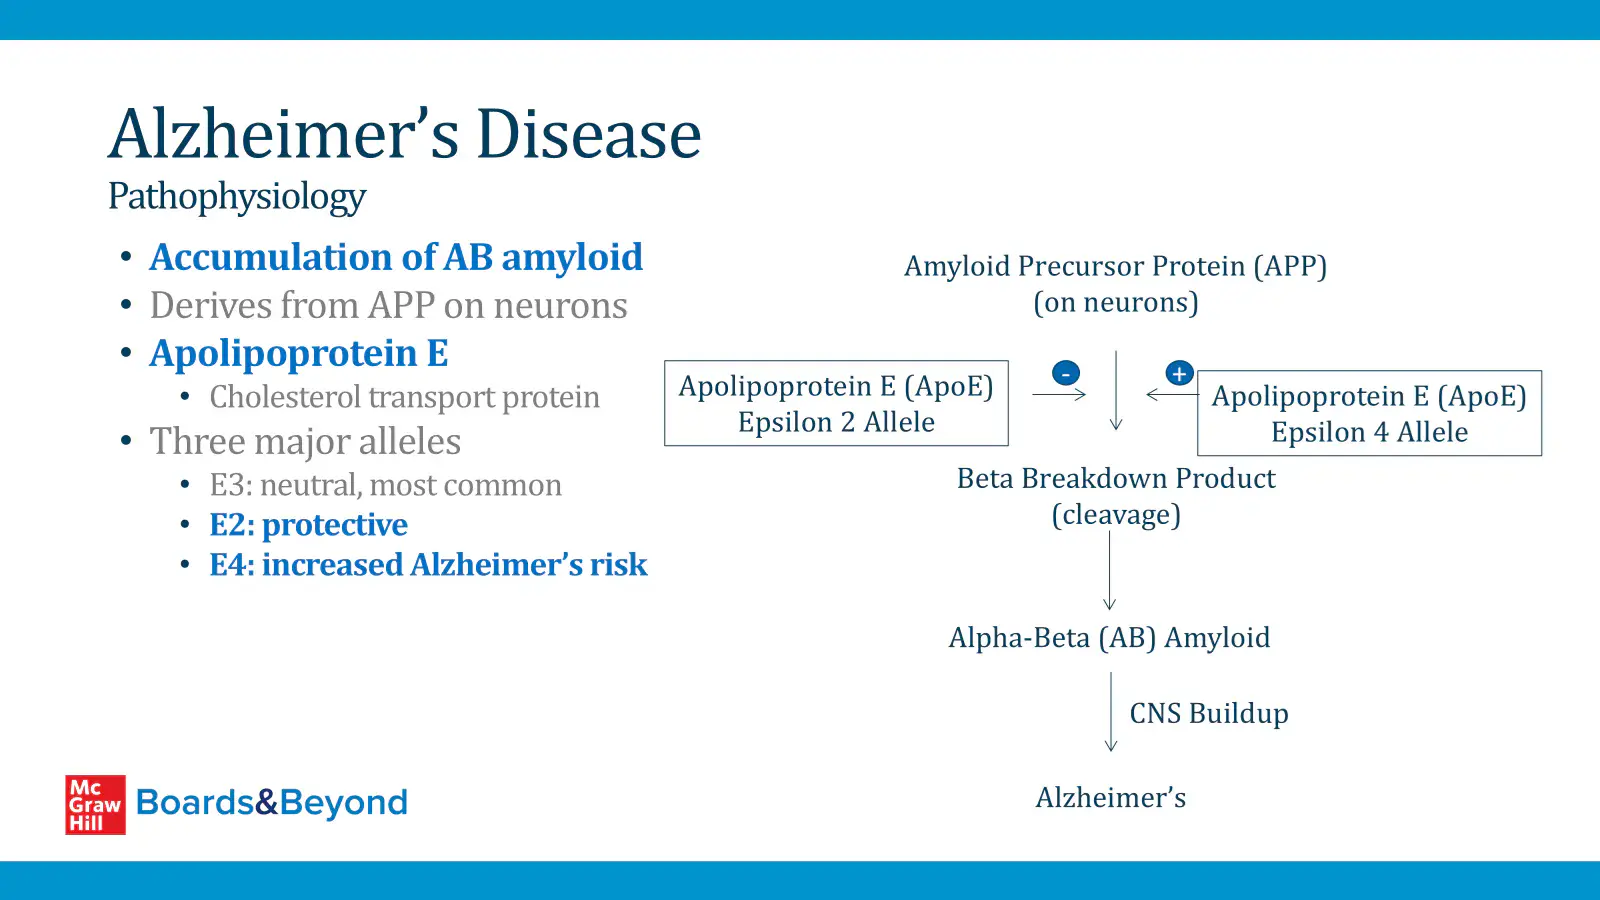 Alzheimer’s Disease
Pathophysiology
• Accumulation of AB amyloid
• Derives from APP on neurons
• Apolipoprotein E
• Cholesterol transport protein
• Three major alleles
• E3: neutral, most common
• E2: protective
• E4: increased Alzheimer’s risk
Amyloid Precursor Protein (APP)
(on neurons)
-
+
Apolipoprotein E (ApoE)
Epsilon 2 Allele
Apolipoprotein E (ApoE)
Epsilon 4 Allele
Beta Breakdown Product
(cleavage)
Alpha-Beta (AB) Amyloid
CNS Buildup
Alzheimer’s
Mc
Graw
Hill
Boards&Beyond